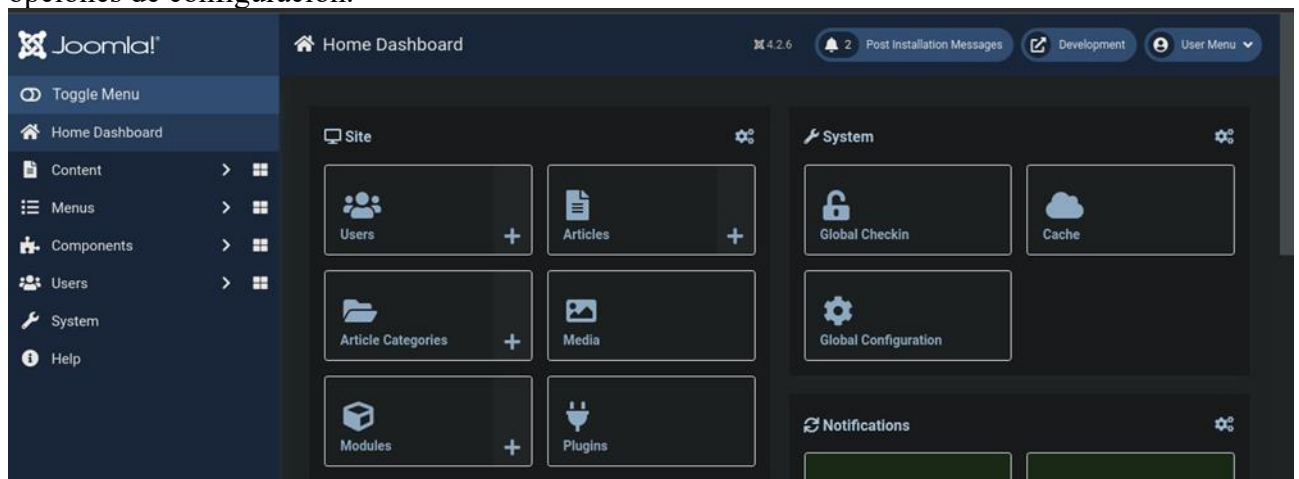 opciones de configuración.
Joomla!
Home Dashboard
4.2.6
2 Post Installation Messages
Development
User Menu
Toggle Menu
Home Dashboard
Content
Menus
Components
Users
System
Help
Site
Users
Articles
Article Categories
Media
Modules
Plugins
System
Global Checkin
Cache
Global Configuration
Notifications